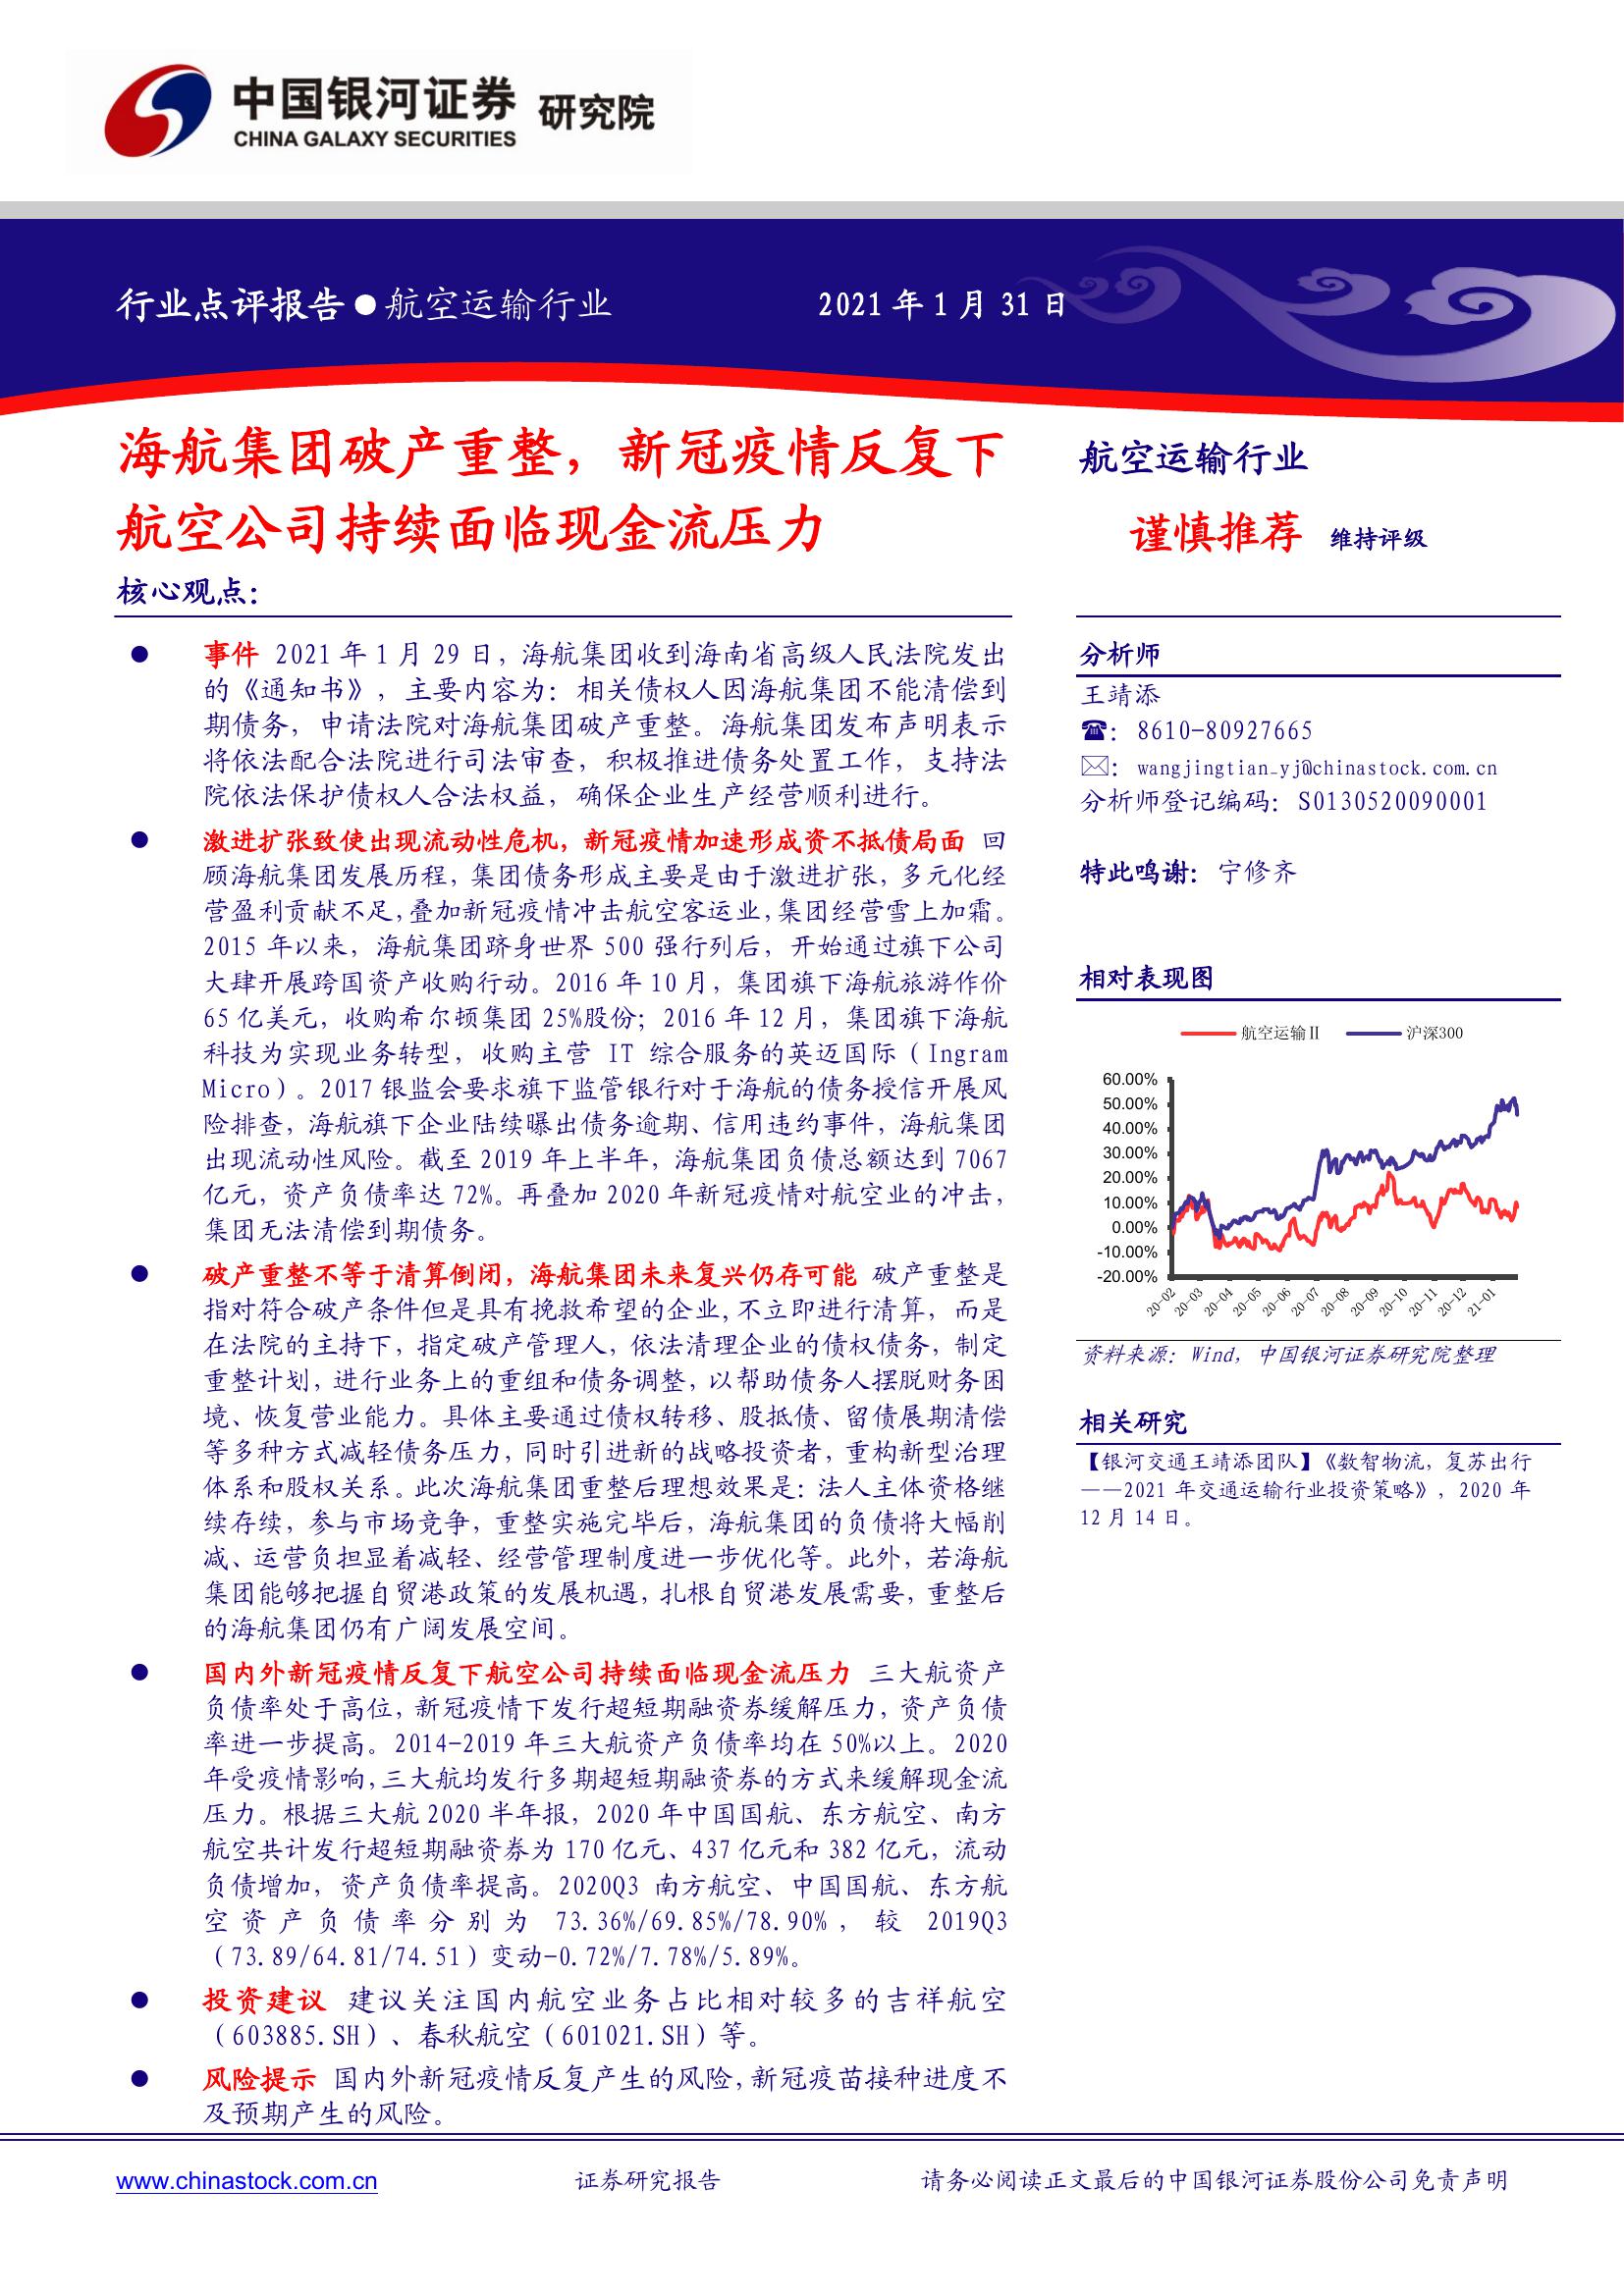 中国银河证券 研究院
CHINA GALAXY SECURITIES
行业点评报告●航空运输行业
2021 年 1 月 31 日
海航集团破产重整，新冠疫情反复下
航空公司持续面临现金流压力
核心观点：
● 事件 2021 年 1 月 29 日，海航集团收到海南省高级人民法院发出
的《通知书》，主要内容为：相关债权人因海航集团不能清偿到
期债务，申请法院对海航集团破产重整。海航集团发布声明表示
将依法配合法院进行司法审查，积极推进债务处置工作，支持法
院依法保护债权人合法权益，确保企业生产经营顺利进行。
● 激进扩张致使出现流动性危机，新冠疫情加速形成资不抵债局面 回
顾海航集团发展历程，集团债务形成主要是由于激进扩张，多元化经
营盈利贡献不足，叠加新冠疫情冲击航空客运业，集团经营雪上加霜。
2015 年以来，海航集团跻身世界 500 强行列后，开始通过旗下公司
大肆开展跨国资产收购行动。2016 年 10 月，集团旗下海航旅游作价
65 亿美元，收购希尔顿集团 25%股份；2016 年 12 月，集团旗下海航
科技为实现业务转型，收购主营 IT 综合服务的英迈国际（Ingram
Micro）。2017 银监会要求旗下监管银行对于海航的债务授信开展风
险排查，海航旗下企业陆续曝出债务逾期、信用违约事件，海航集团
出现流动性风险。截至 2019 年上半年，海航集团负债总额达到 7067
亿元，资产负债率达 72%。再叠加 2020 年新冠疫情对航空业的冲击，
集团无法清偿到期债务。
● 破产重整不等于清算倒闭，海航集团未来复兴仍存可能 破产重整是
指对符合破产条件但是具有挽救希望的企业,不立即进行清算，而是
在法院的主持下，指定破产管理人，依法清理企业的债权债务，制定
重整计划，进行业务上的重组和债务调整，以帮助债务人摆脱财务困
境、恢复营业能力。具体主要通过债权转移、股抵债、留债展期清偿
等多种方式减轻债务压力，同时引进新的战略投资者，重构新型治理
体系和股权关系。此次海航集团重整后理想效果是：法人主体资格继
续存续，参与市场竞争，重整实施完毕后，海航集团的负债将大幅削
减、运营负担显着减轻、经营管理制度进一步优化等。此外，若海航
集团能够把握自贸港政策的发展机遇，扎根自贸港发展需要，重整后
的海航集团仍有广阔发展空间。
● 国内外新冠疫情反复下航空公司持续面临现金流压力 三大航资产
负债率处于高位，新冠疫情下发行超短期融资券缓解压力，资产负债
率进一步提高。2014-2019 年三大航资产负债率均在 50%以上。2020
年受疫情影响，三大航均发行多期超短期融资券的方式来缓解现金流
压力。根据三大航 2020 半年报，2020 年中国国航、东方航空、南方
航空共计发行超短期融资券为 170 亿元、437 亿元和 382 亿元，流动
负债增加，资产负债率提高。2020Q3 南方航空、中国国航、东方航
空资产负债率分别为 73.36%/69.85%/78.90%，较 2019Q3
（73.89/64.81/74.51）变动-0.72%/7.78%/5.89%。
● 投资建议 建议关注国内航空业务占比相对较多的吉祥航空
（603885.SH）、春秋航空（601021.SH）等。
● 风险提示 国内外新冠疫情反复产生的风险，新冠疫苗接种进度不
及预期产生的风险。
航空运输行业
谨慎推荐 维持评级
分析师
王靖添
☎：8610-80927665
✉：wangjingtian_yj@chinastock.com.cn
分析师登记编码：S0130520090001
特此鸣谢：宁修齐
相对表现图
航空运输Ⅱ 沪深300
60.00%
50.00%
40.00%
30.00%
20.00%
10.00%
0.00%
-10.00%
-20.00%
20-02 20-03 20-04 20-05 20-06 20-07 20-08 20-09 20-10 20-11 20-12 21-01
资料来源：Wind，中国银河证券研究院整理
相关研究
【银河交通王靖添团队】《数智物流，复苏出行
——2021 年交通运输行业投资策略》，2020 年
12 月 14 日。
www.chinastock.com.cn 证券研究报告 请务必阅读正文最后的中国银河证券股份公司免责声明